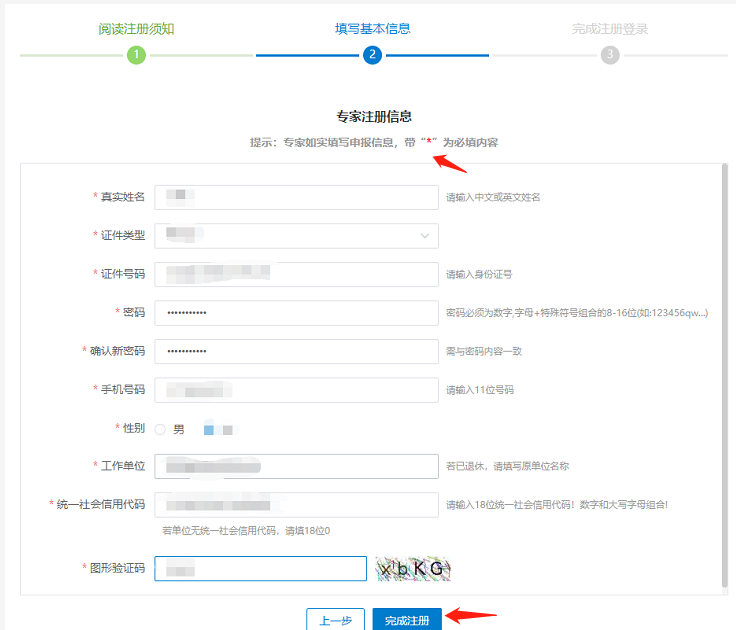 阅读注册须知 填写基本信息 完成注册登录
1 2 3
专家注册信息
提示：专家如实填写申报信息，带“*”为必填内容
* 真实姓名 请输入中文或英文姓名
* 证件类型
* 证件号码 请输入身份证号
* 密码 ••••••••••• 密码必须为数字,字母+特殊符号组合的8-16位(如:123456qw...)
* 确认新密码 ••••••••••• 需与密码内容一致
* 手机号码 请输入11位号码
* 性别 男
* 工作单位 若已退休，请填写原单位名称
* 统一社会信用代码 请输入18位统一社会信用代码！数字和大写字母组合!
若单位无统一社会信用代码，请填18位0
* 图形验证码 xbKG
上一步 完成注册